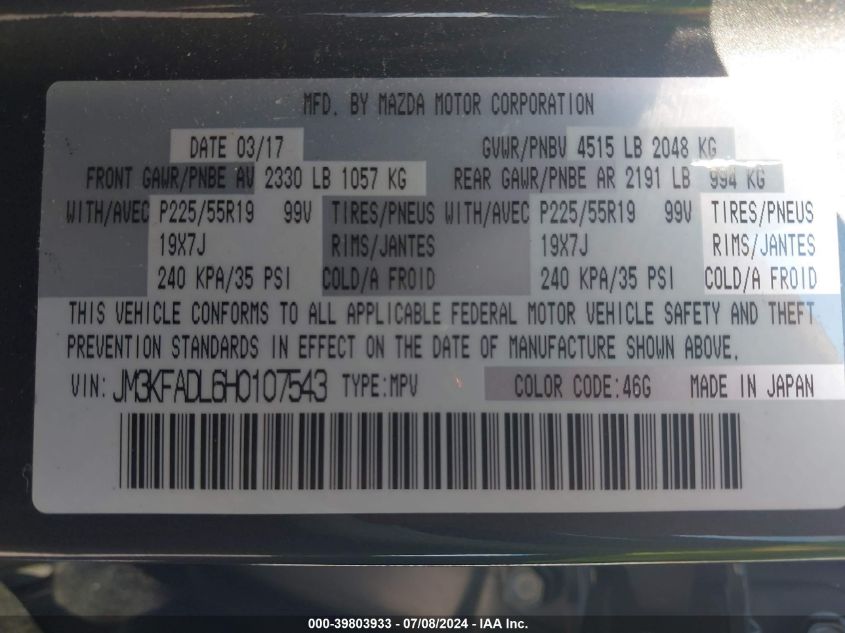 MFD. BY MAZDA MOTOR CORPORATION
DATE 03/17 GVWR/PNBV 4515 LB 2048 KG
FRONT GAWR/PNBE AV 2330 LB 1057 KG REAR GAWR/PNBE AR 2191 LB 994 KG
WITH/AVEC P225/55R19 99V TIRES/PNEUS WITH/AVEC P225/55R19 99V TIRES/PNEUS
19X7J RIMS/JANTES 19X7J RIMS/JANTES
240 KPA/35 PSI COLD/A FROID 240 KPA/35 PSI COLD/A FROID
THIS VEHICLE CONFORMS TO ALL APPLICABLE FEDERAL MOTOR VEHICLE SAFETY AND THEFT
PREVENTION STANDARDS IN EFFECT ON THE DATE OF MANUFACTURE SHOWN ABOVE.
VIN: JM3KFADL6H0107543 TYPE:MPV COLOR CODE:46G MADE IN JAPAN
000-39803933 - 07/08/2024 - IAA Inc.